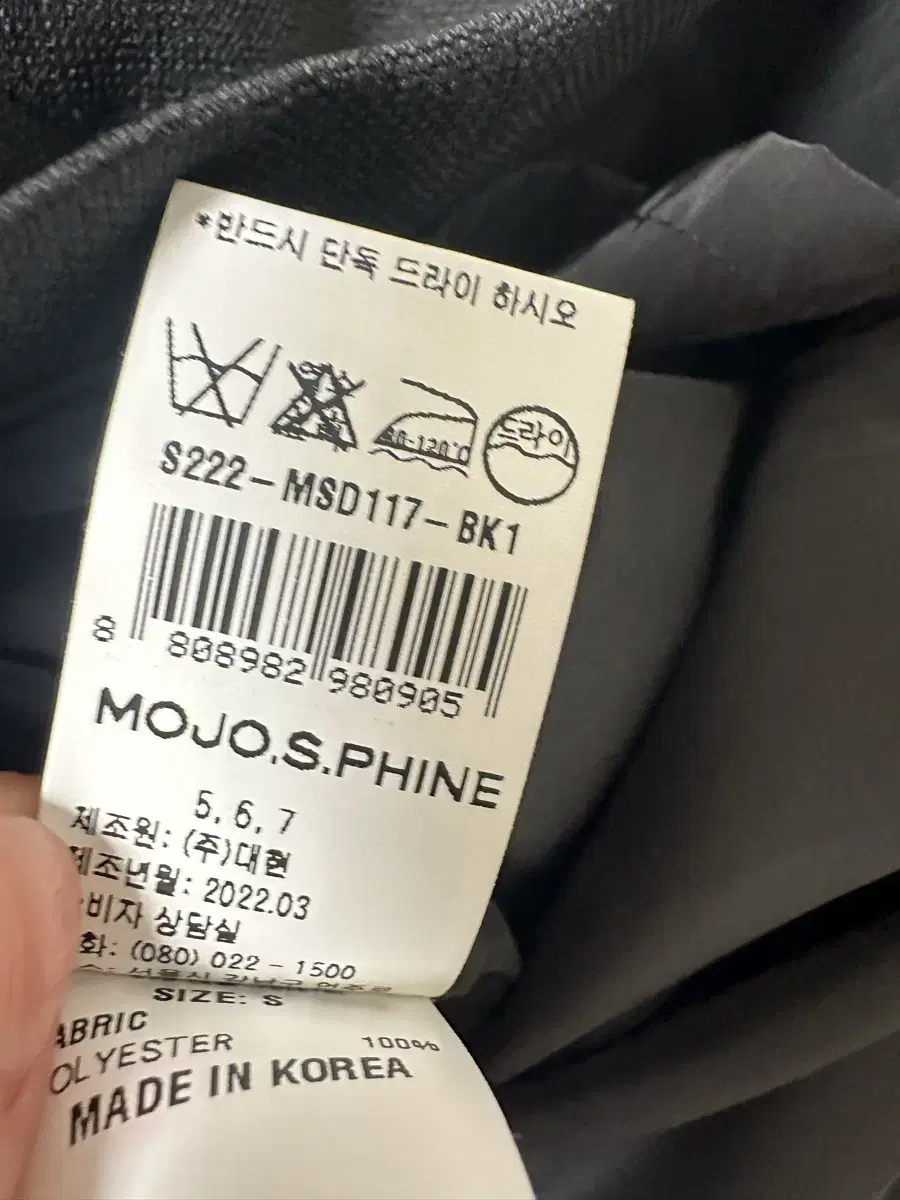 *반드시 단독 드라이 하시오
80-120℃
드라이
S222-MSD117-BK1
8 808982 980905
MOJO.S.PHINE
5, 6, 7
제조원: (주)대현
제조년월: 2022.03
비자 상담실
화: (080) 022 - 1500
SIZE: S
ABRIC
OLYESTER 100%
MADE IN KOREA